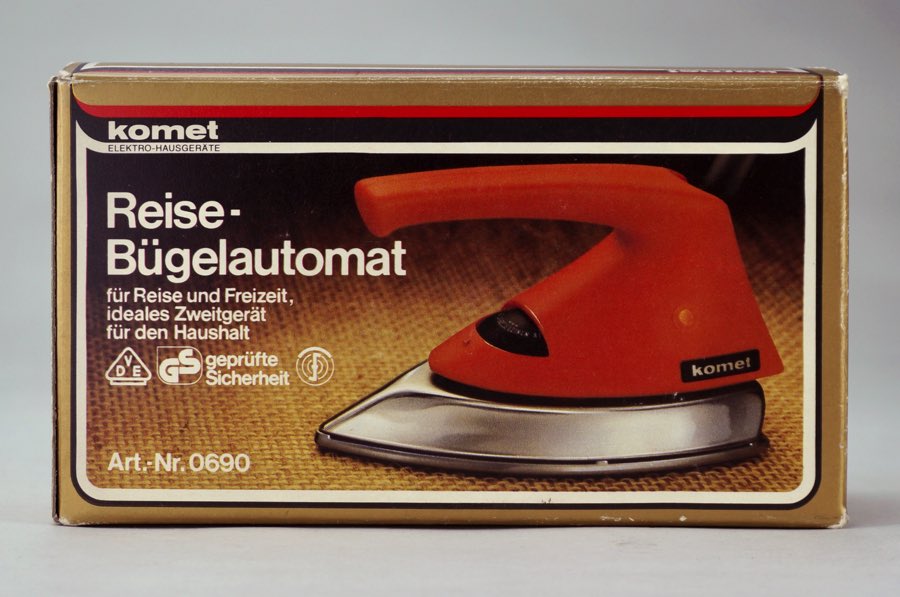 komet
ELEKTRO-HAUSGERÄTE
Reise-
Bügelautomat
für Reise und Freizeit,
ideales Zweitgerät
für den Haushalt
VDE
GS geprüfte
Sicherheit
komet
Art.-Nr. 0690